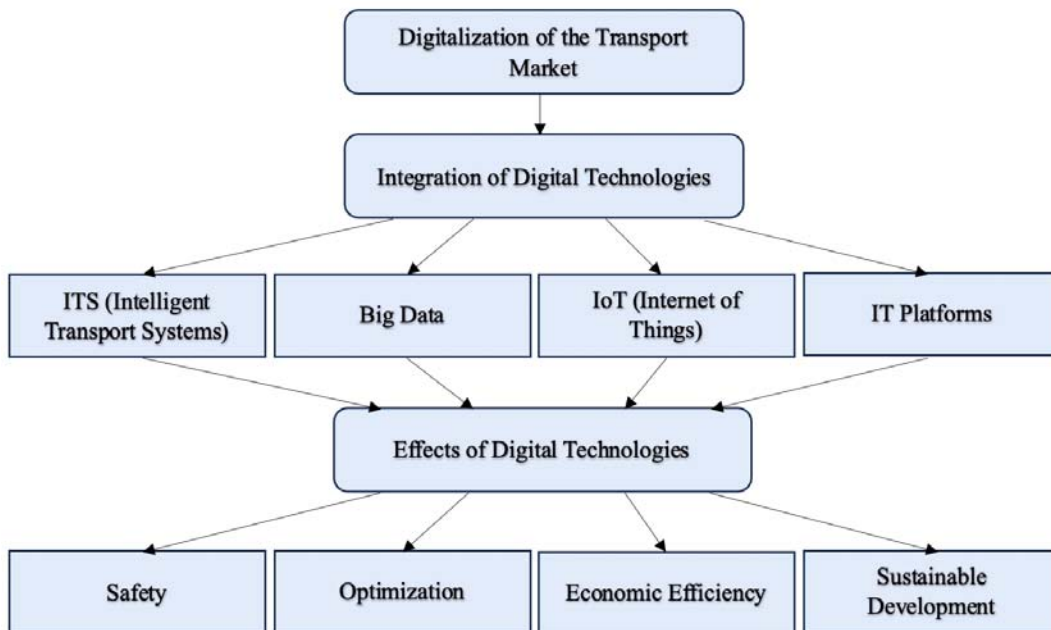 Digitalization of the Transport
Market
Integration of Digital Technologies
ITS (Intelligent
Transport Systems)
Big Data
IoT (Internet of
Things)
IT Platforms
Effects of Digital Technologies
Safety
Optimization
Economic Efficiency
Sustainable
Development